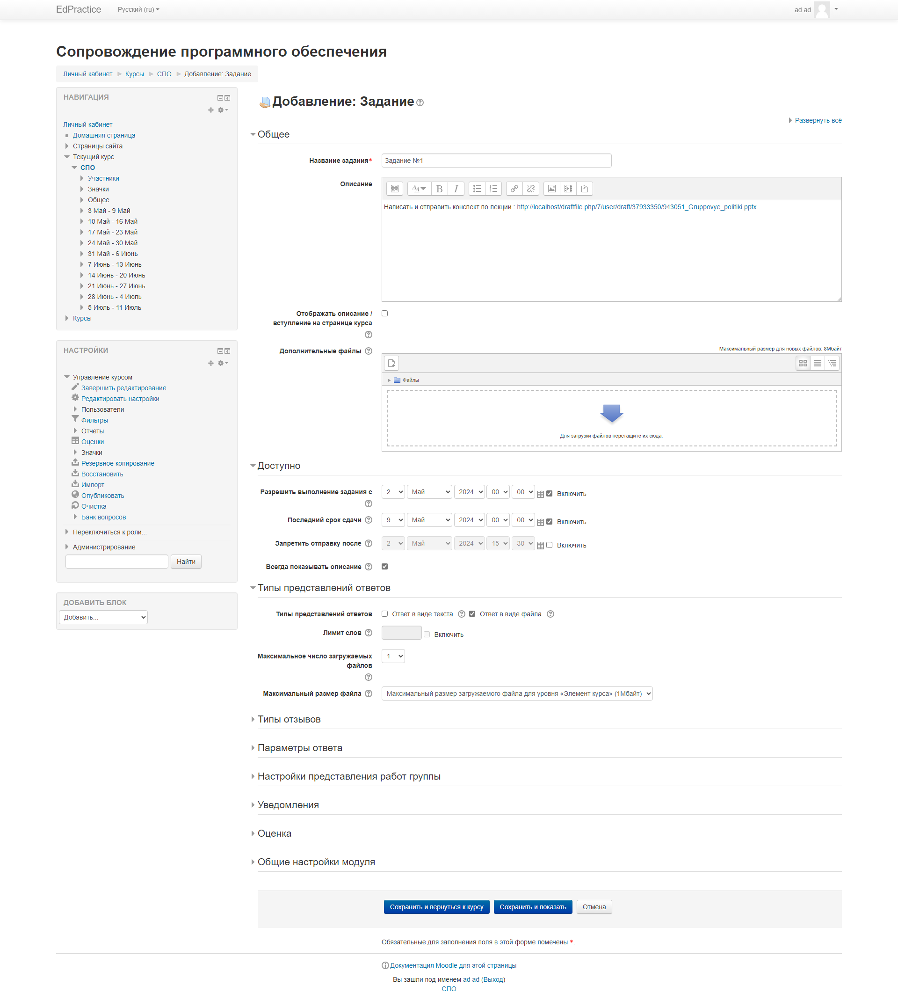 EdPractice
Русский (ru)
ad ad
Сопровождение программного обеспечения
Личный кабинет
Курсы
СПО
Добавление: Задание
НАВИГАЦИЯ
Личный кабинет
Домашняя страница
Страницы сайта
Текущий курс
СПО
Участники
Значки
Общее
3 Май - 9 Май
10 Май - 16 Май
17 Май - 23 Май
24 Май - 30 Май
31 Май - 6 Июнь
7 Июнь - 13 Июнь
14 Июнь - 20 Июнь
21 Июнь - 27 Июнь
28 Июнь - 4 Июль
5 Июль - 11 Июль
Курсы
НАСТРОЙКИ
Управление курсом
Завершить редактирование
Редактировать настройки
Пользователи
Фильтры
Отчеты
Оценки
Значки
Резервное копирование
Восстановить
Импорт
Опубликовать
Очистка
Банк вопросов
Переключиться к роли...
Администрирование
Найти
ДОБАВИТЬ БЛОК
Добавить...
Добавление: Задание
Развернуть всё
Общее
Название задания*
Задание №1
Описание
Написать и отправить конспект по лекции : http://localhost/draftfile.php/7/user/draft/37933350/943051_Gruppovye_politiki.pptx
Отображать описание /
вступление на странице курса
Дополнительные файлы
Максимальный размер для новых файлов: 8Мбайт
Файлы
Для загрузки файлов перетащите их сюда.
Доступно
Разрешить выполнение задания с
2 Май 2024 00 00 Включить
Последний срок сдачи
9 Май 2024 00 00 Включить
Запретить отправку после
2 Май 2024 15 30 Включить
Всегда показывать описание
Типы представлений ответов
Типы представлений ответов
Ответ в виде текста
Ответ в виде файла
Лимит слов
Включить
Максимальное число загружаемых
файлов
1
Максимальный размер файла
Максимальный размер загружаемого файла для уровня «Элемент курса» (1Мбайт)
Типы отзывов
Параметры ответа
Настройки представления работ группы
Уведомления
Оценка
Общие настройки модуля
Сохранить и вернуться к курсу
Сохранить и показать
Отмена
Обязательные для заполнения поля в этой форме помечены *.
Документация Moodle для этой страницы
Вы зашли под именем ad ad (Выход)
СПО